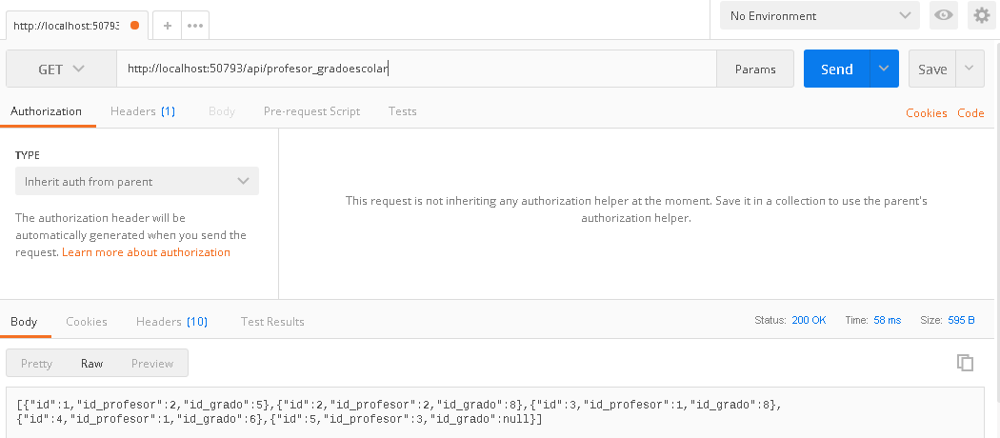 http://localhost:50793
No Environment
GET
http://localhost:50793/api/profesor_gradoescolar
Params
Send
Save
Authorization
Headers (1)
Body
Pre-request Script
Tests
Cookies
Code
TYPE
Inherit auth from parent
The authorization header will be
automatically generated when you send the
request. Learn more about authorization
This request is not inheriting any authorization helper at the moment. Save it in a collection to use the parent's
authorization helper.
Body
Cookies
Headers (10)
Test Results
Status: 200 OK
Time: 58 ms
Size: 595 B
Pretty
Raw
Preview
[{"id":1,"id_profesor":2,"id_grado":5},{"id":2,"id_profesor":2,"id_grado":8},{"id":3,"id_profesor":1,"id_grado":8},
{"id":4,"id_profesor":1,"id_grado":6},{"id":5,"id_profesor":3,"id_grado":null}]